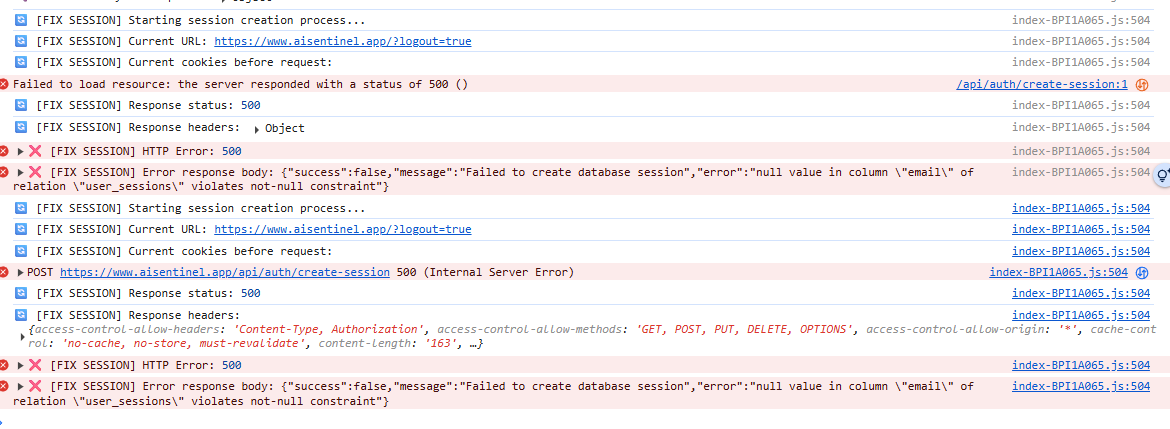 [FIX SESSION] Starting session creation process... index-BPI1A065.js:504
[FIX SESSION] Current URL: https://www.aisentinel.app/?logout=true index-BPI1A065.js:504
[FIX SESSION] Current cookies before request: index-BPI1A065.js:504
Failed to load resource: the server responded with a status of 500 () /api/auth/create-session:1
[FIX SESSION] Response status: 500 index-BPI1A065.js:504
[FIX SESSION] Response headers: ▶ Object index-BPI1A065.js:504
▶ ❌ [FIX SESSION] HTTP Error: 500 index-BPI1A065.js:504
▶ ❌ [FIX SESSION] Error response body: {"success":false,"message":"Failed to create database session","error":"null value in column \"email\" of index-BPI1A065.js:504
relation \"user_sessions\" violates not-null constraint"}
[FIX SESSION] Starting session creation process... index-BPI1A065.js:504
[FIX SESSION] Current URL: https://www.aisentinel.app/?logout=true index-BPI1A065.js:504
[FIX SESSION] Current cookies before request: index-BPI1A065.js:504
▶ POST https://www.aisentinel.app/api/auth/create-session 500 (Internal Server Error) index-BPI1A065.js:504
[FIX SESSION] Response status: 500 index-BPI1A065.js:504
[FIX SESSION] Response headers: index-BPI1A065.js:504
▶ {access-control-allow-headers: 'Content-Type, Authorization', access-control-allow-methods: 'GET, POST, PUT, DELETE, OPTIONS', access-control-allow-origin: '*', cache-cont
rol: 'no-cache, no-store, must-revalidate', content-length: '163', …}
▶ ❌ [FIX SESSION] HTTP Error: 500 index-BPI1A065.js:504
▶ ❌ [FIX SESSION] Error response body: {"success":false,"message":"Failed to create database session","error":"null value in column \"email\" of index-BPI1A065.js:504
relation \"user_sessions\" violates not-null constraint"}